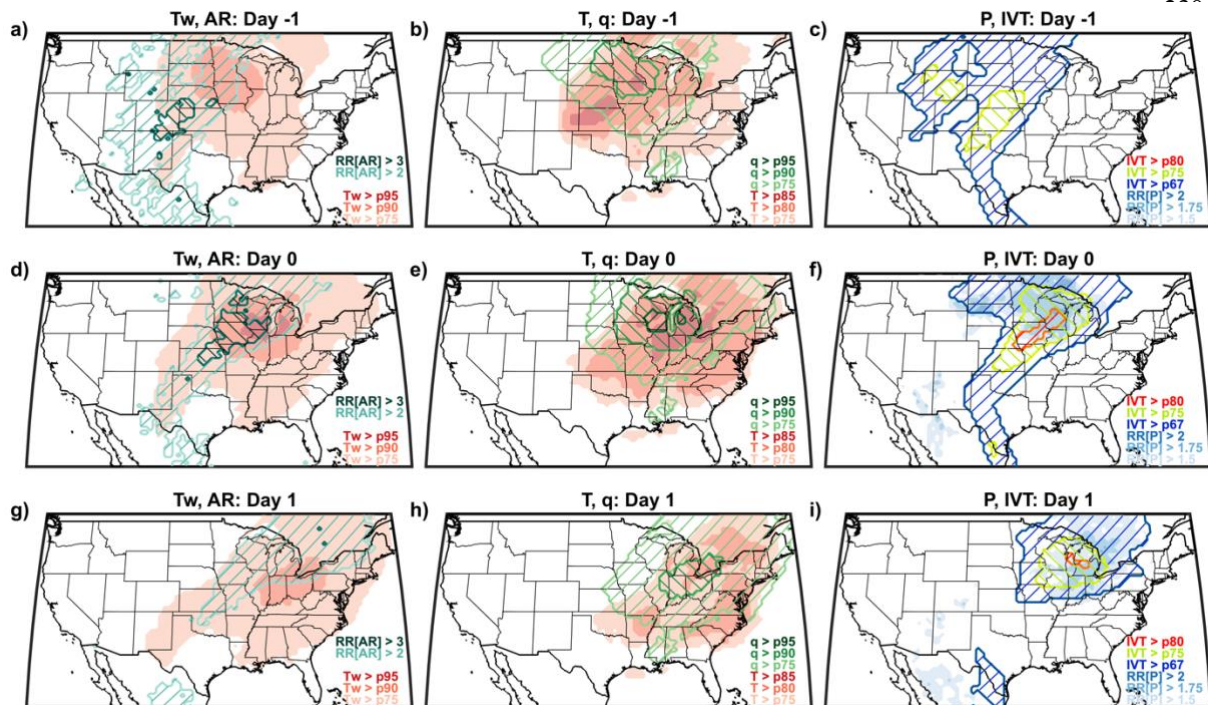 a) Tw, AR: Day -1
RR[AR] > 3
RR[AR] > 2
Tw > p95
Tw > p90
Tw > p75
b) T, q: Day -1
q > p95
q > p90
q > p75
T > p85
T > p80
T > p75
c) P, IVT: Day -1
IVT > p80
IVT > p75
IVT > p67
RR[P] > 2
RR[P] > 1.75
RR[P] > 1.5
d) Tw, AR: Day 0
RR[AR] > 3
RR[AR] > 2
Tw > p95
Tw > p90
Tw > p75
e) T, q: Day 0
q > p95
q > p90
q > p75
T > p85
T > p80
T > p75
f) P, IVT: Day 0
IVT > p80
IVT > p75
IVT > p67
RR[P] > 2
RR[P] > 1.75
RR[P] > 1.5
g) Tw, AR: Day 1
RR[AR] > 3
RR[AR] > 2
Tw > p95
Tw > p90
Tw > p75
h) T, q: Day 1
q > p95
q > p90
q > p75
T > p85
T > p80
T > p75
i) P, IVT: Day 1
IVT > p80
IVT > p75
IVT > p67
RR[P] > 2
RR[P] > 1.75
RR[P] > 1.5